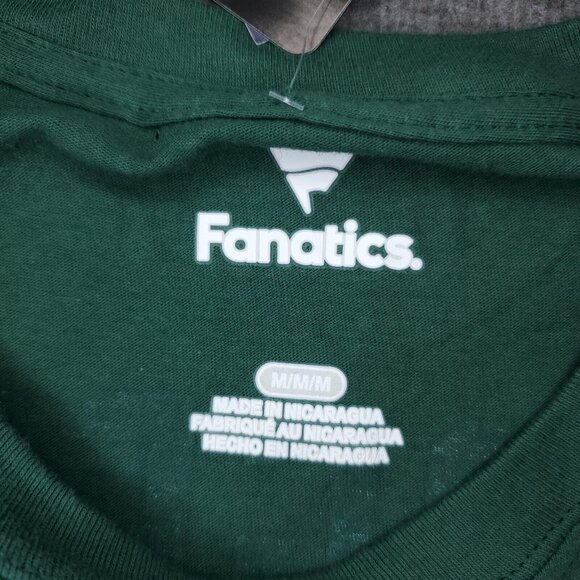 Fanatics.
M/M/M
MADE IN NICARAGUA
FABRIQUÉ AU NICARAGUA
HECHO EN NICARAGUA